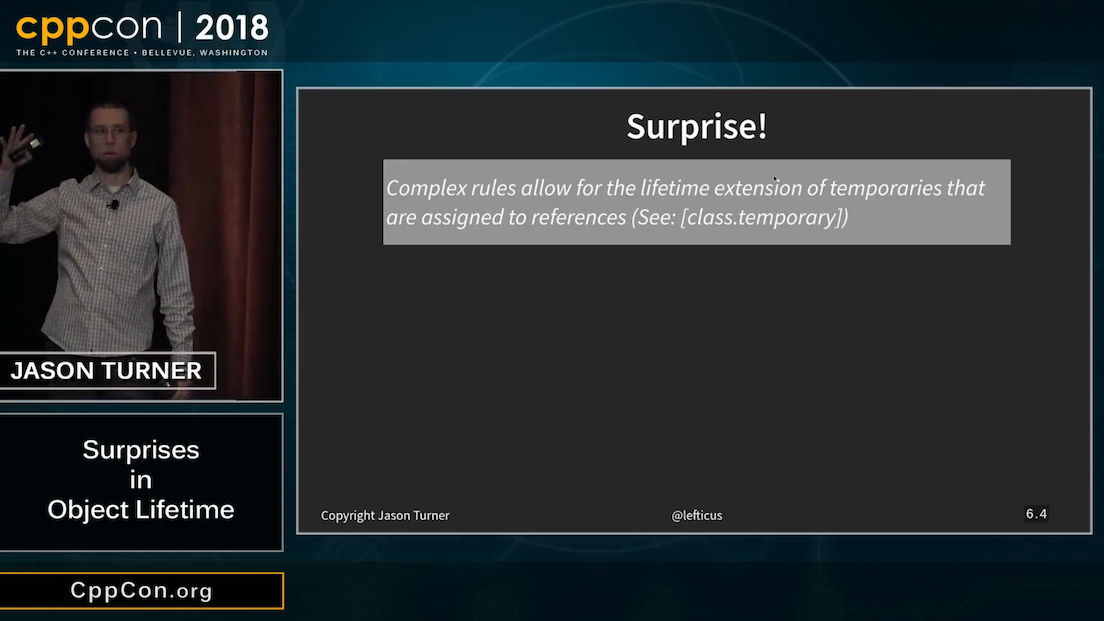 cppcon | 2018
THE C++ CONFERENCE • BELLEVUE, WASHINGTON
JASON TURNER
Surprises
in
Object Lifetime
CppCon.org
Surprise!
Complex rules allow for the lifetime extension of temporaries that
are assigned to references (See: [class.temporary])
Copyright Jason Turner
@lefticus
6.4